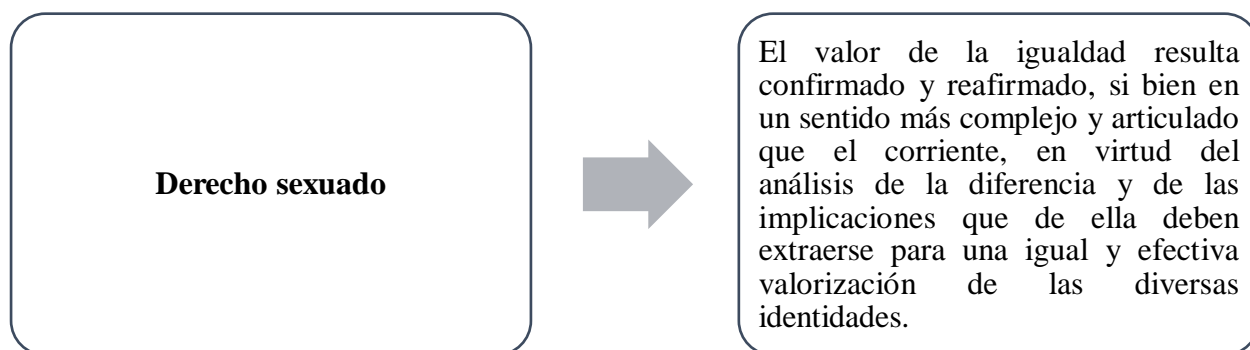 Derecho sexuado
El valor de la igualdad resulta
confirmado y reafirmado, si bien en
un sentido más complejo y articulado
que el corriente, en virtud del
análisis de la diferencia y de las
implicaciones que de ella deben
extraerse para una igual y efectiva
valorización de las diversas
identidades.